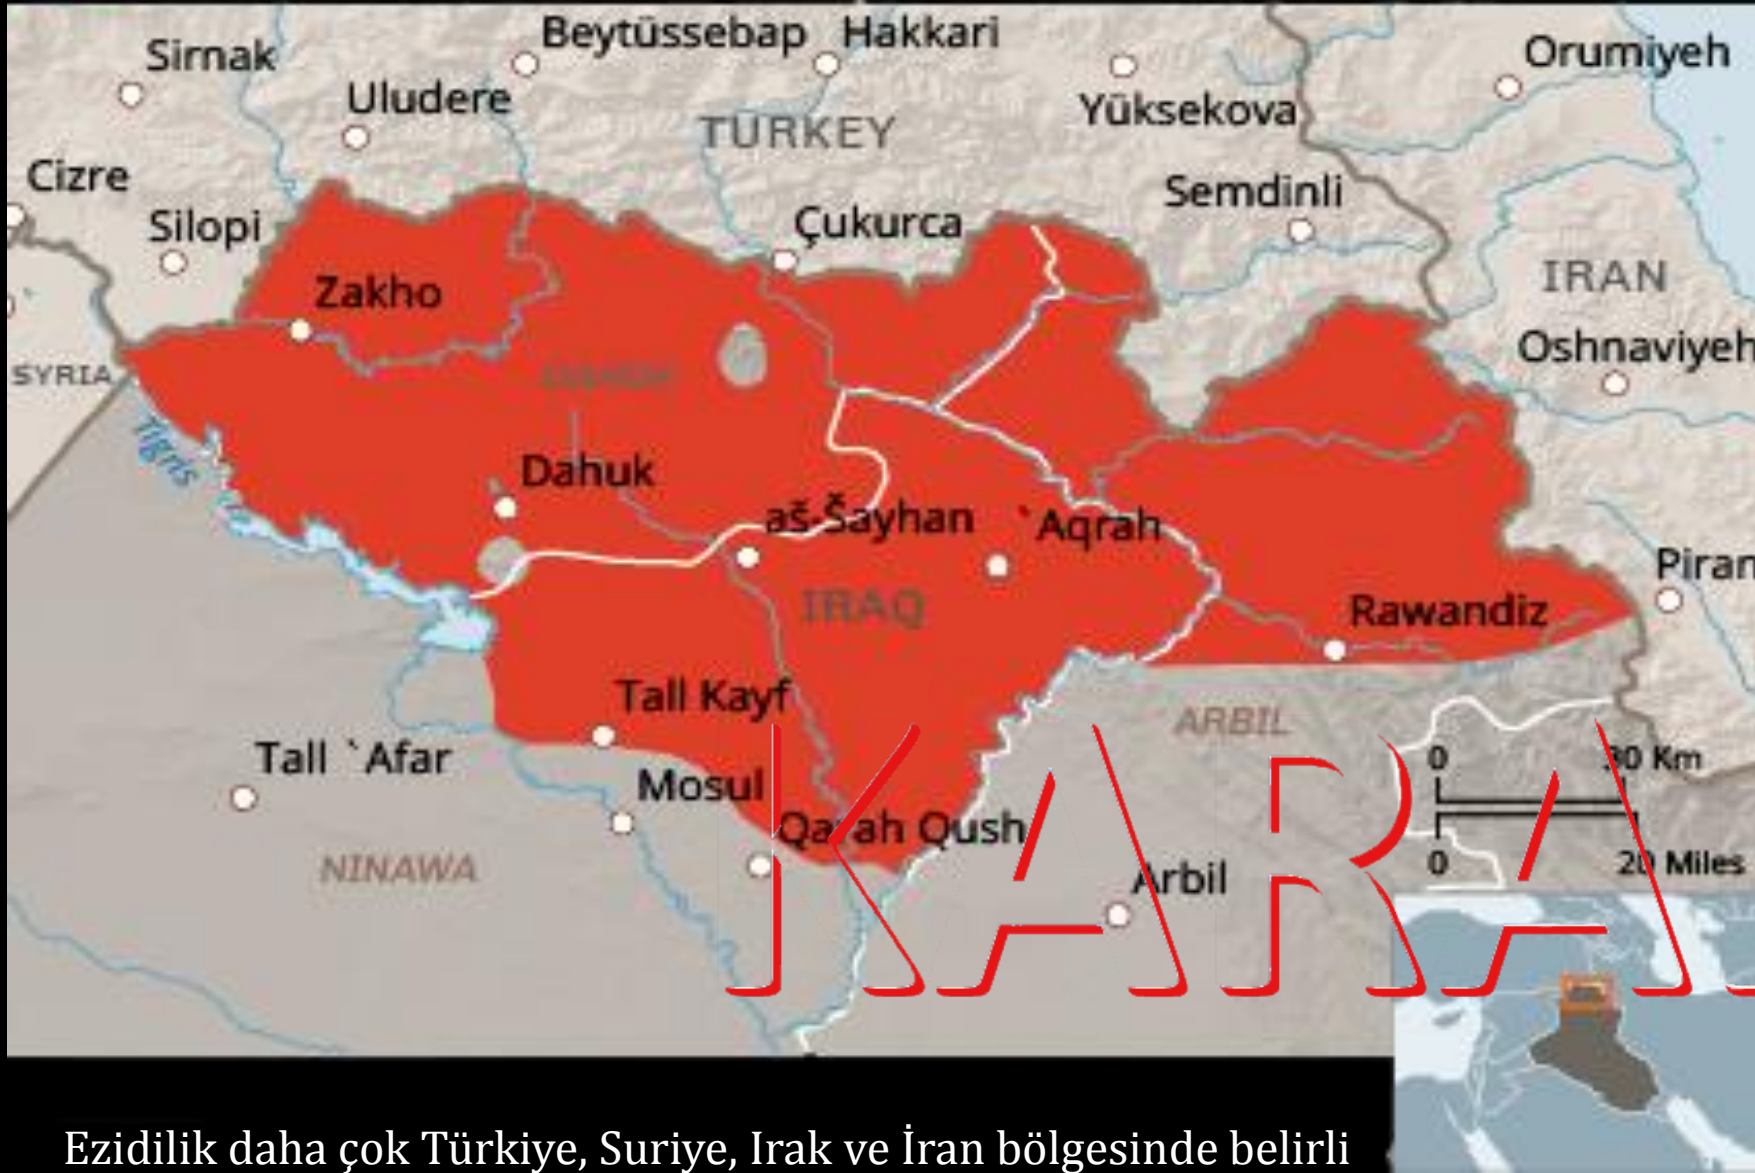 Beytüssebap Hakkari
Sirnak
Orumiyeh
Uludere
TURKEY
Yüksekova
Cizre
Semdinli
Silopi
Çukurca
IRAN
Zakho
Oshnaviyeh
SYRIA
Tigris
Dahuk
aš-Šayhan
`Aqrah
Piran
IRAQ
Rawandiz
Tall Kayf
ARBIL
Tall `Afar
0 30 Km
Mosul
Qarah Qush
NINAWA
0 20 Miles
Arbil
KARA
Ezidilik daha çok Türkiye, Suriye, Irak ve İran bölgesinde belirli